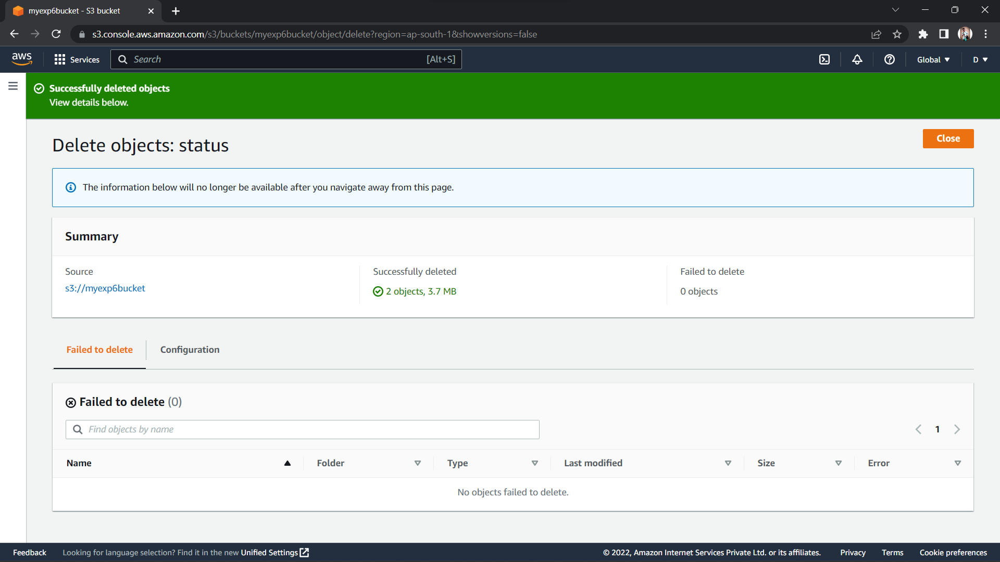 myexp6bucket - S3 bucket
s3.console.aws.amazon.com/s3/buckets/myexp6bucket/object/delete?region=ap-south-1&showversions=false
aws
Services
Search
[Alt+S]
Global
D
Successfully deleted objects
View details below.
Delete objects: status
Close
The information below will no longer be available after you navigate away from this page.
Summary
Source
Successfully deleted
Failed to delete
s3://myexp6bucket
2 objects, 3.7 MB
0 objects
Failed to delete
Configuration
Failed to delete (0)
Find objects by name
1
Name
Folder
Type
Last modified
Size
Error
No objects failed to delete.
Feedback
Looking for language selection? Find it in the new Unified Settings
© 2022, Amazon Internet Services Private Ltd. or its affiliates.
Privacy
Terms
Cookie preferences